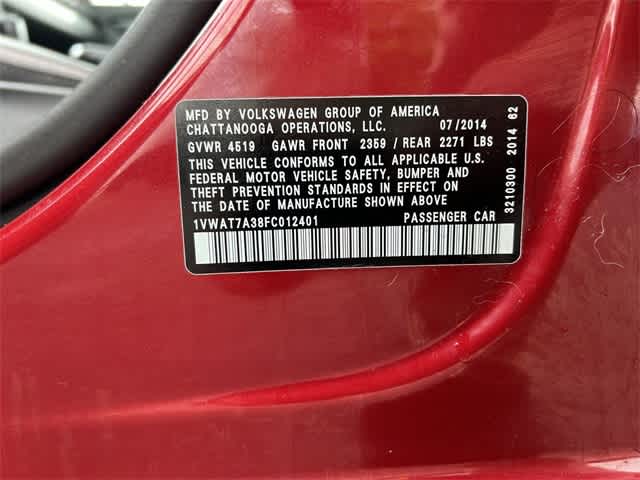 MFD BY VOLKSWAGEN GROUP OF AMERICA
CHATTANOOGA OPERATIONS, LLC. 07/2014
GVWR 4519 GAWR FRONT 2359 / REAR 2271 LBS
THIS VEHICLE CONFORMS TO ALL APPLICABLE U.S.
FEDERAL MOTOR VEHICLE SAFETY, BUMPER AND
THEFT PREVENTION STANDARDS IN EFFECT ON
THE DATE OF MANUFACTURE SHOWN ABOVE
1VWAT7A38FC012401 PASSENGER CAR
3210300 2014 62